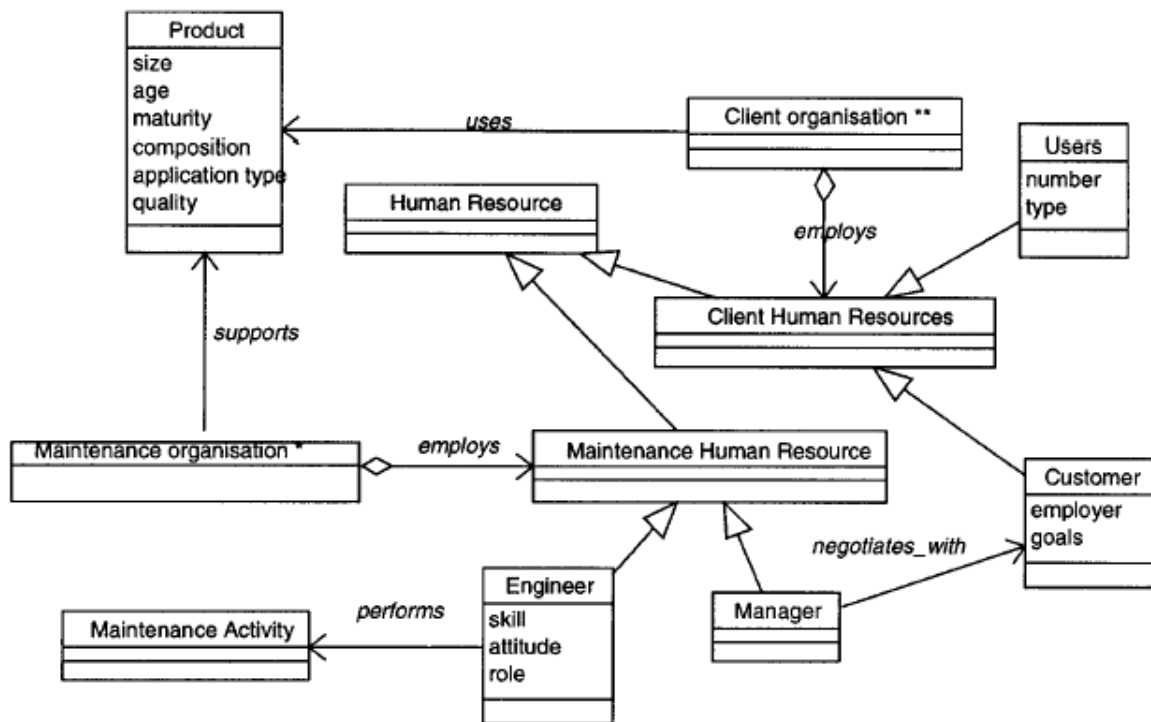 Product
size
age
maturity
composition
application type
quality
uses
Client organisation **
Users
number
type
Human Resource
employs
Client Human Resources
supports
Maintenance organisation *
employs
Maintenance Human Resource
Customer
employer
goals
negotiates_with
Engineer
skill
attitude
role
Manager
performs
Maintenance Activity